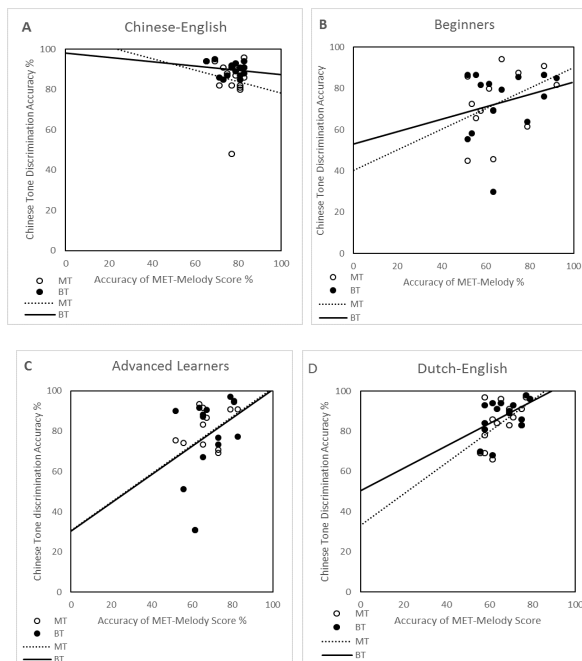 A
Chinese-English
Chinese Tone Discrimination Accuracy %
100
80
60
40
20
0
0 20 40 60 80 100
Accuracy of MET-Melody Score %
MT
BT
MT
BT
B
Beginners
Chinese Tone Discrimination Accuracy
80
60
40
20
0
0 20 40 60 80 100
Accuracy of MET-Melody %
MT
BT
MT
BT
C
Advanced Learners
Chinese Tone discrimination Accuracy %
100
80
60
40
20
0
0 20 40 60 80 100
Accuracy of MET-Melody Score %
MT
BT
MT
BT
D
Dutch-English
Chinese Tone Discrimination Accuracy %
100
80
60
40
20
0
0 20 40 60 80 100
Accuracy of MET-Melody Score
MT
BT
MT
BT